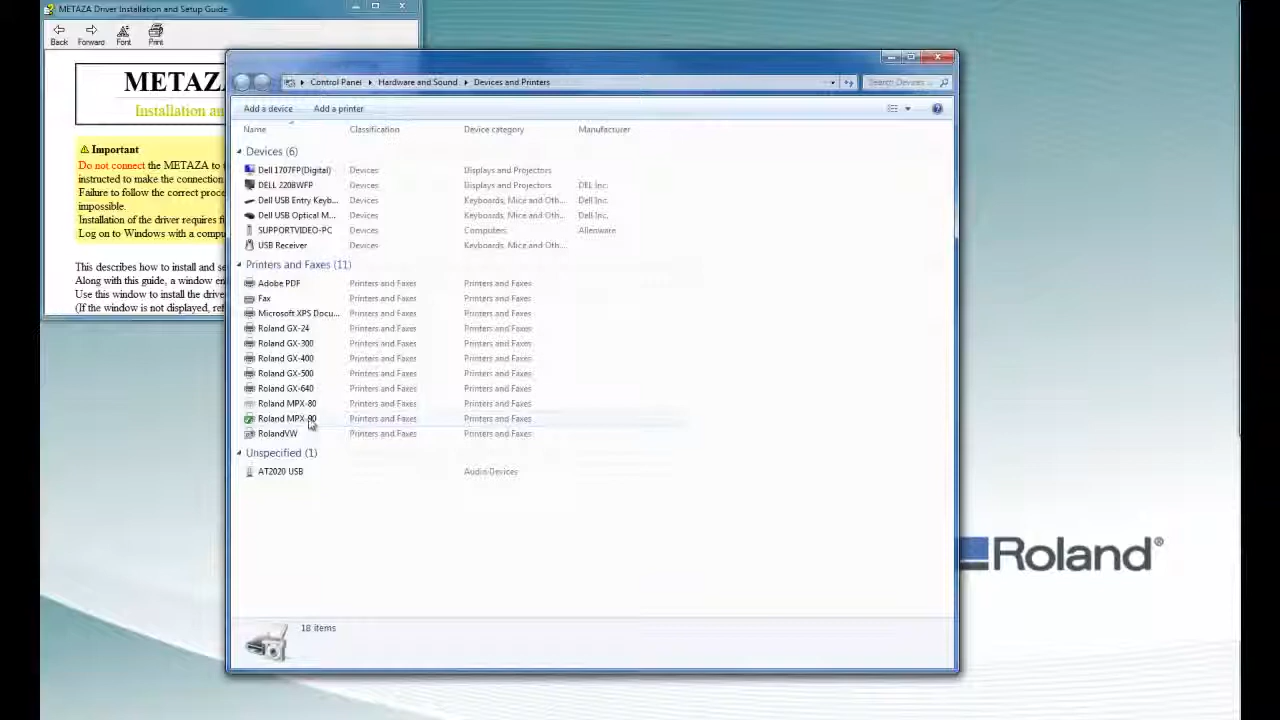 METAZA Driver Installation and Setup Guide
Back Forward Font Print
METAZ
Installation an
Important
Do not connect the METAZA to t
instructed to make the connection
Failure to follow the correct proce
impossible.
Installation of the driver requires f
Log on to Windows with a compu
This describes how to install and se
Along with this guide, a window en
Use this window to install the drive
(If the window is not displayed, ref
Control Panel Hardware and Sound Devices and Printers
Search Devices ...
Add a device Add a printer
Name Classification Device category Manufacturer
Devices (6)
Dell 1707FP(Digital) Devices Displays and Projectors
DELL 2208WFP Devices Displays and Projectors DEL Inc.
Dell USB Entry Keyb... Devices Keyboards, Mice and Oth... Dell Inc.
Dell USB Optical M... Devices Keyboards, Mice and Oth... Dell Inc.
SUPPORTVIDEO-PC Devices Computers Alienware
USB Receiver Devices Keyboards, Mice and Oth...
Printers and Faxes (11)
Adobe PDF Printers and Faxes Printers and Faxes
Fax Printers and Faxes Printers and Faxes
Microsoft XPS Docu... Printers and Faxes Printers and Faxes
Roland GX-24 Printers and Faxes Printers and Faxes
Roland GX-300 Printers and Faxes Printers and Faxes
Roland GX-400 Printers and Faxes Printers and Faxes
Roland GX-500 Printers and Faxes Printers and Faxes
Roland GX-640 Printers and Faxes Printers and Faxes
Roland MPX-80 Printers and Faxes Printers and Faxes
Roland MPX-90 Printers and Faxes Printers and Faxes
RolandVW Printers and Faxes Printers and Faxes
Unspecified (1)
AT2020 USB Audio Devices
Roland®
18 items